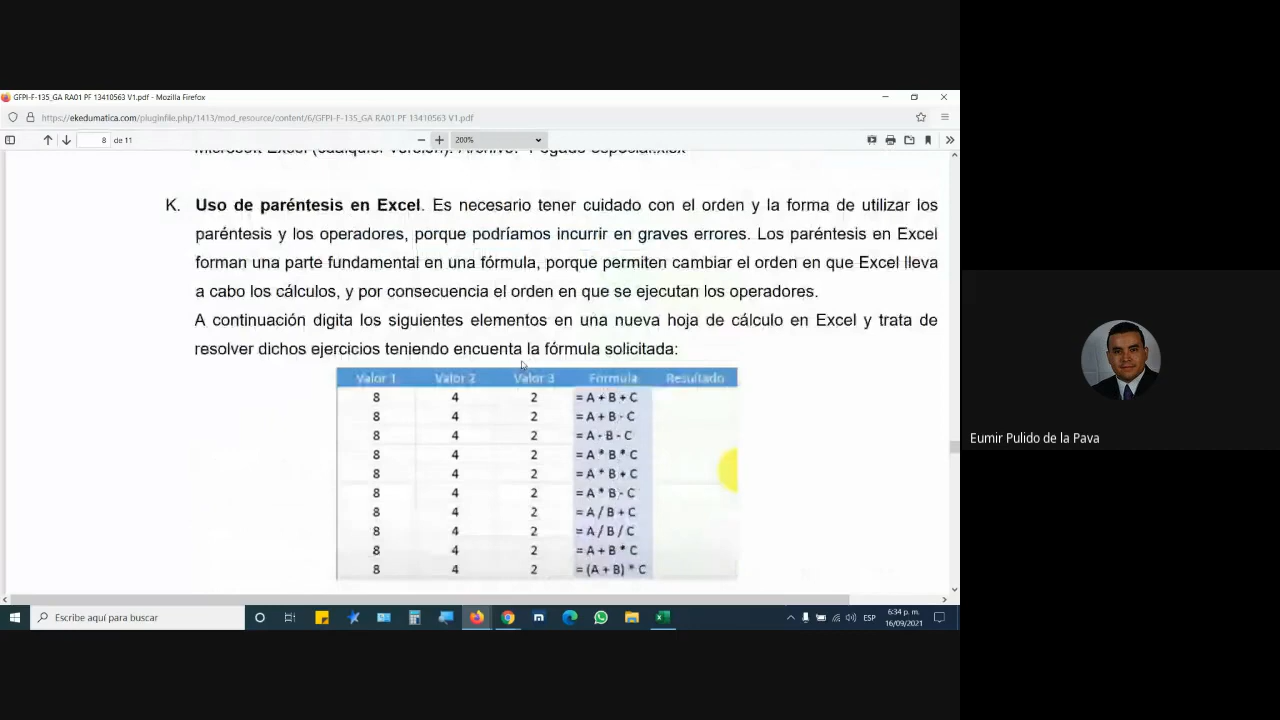 GFPI-F-135_GA RA01 PF 13410563 V1.pdf - Mozilla Firefox
https://ekedumatica.com/pluginfile.php/1413/mod_resource/content/6/GFPI-F-135_GA RA01 PF 13410563 V1.pdf
8 de 11
200%
Microsoft Excel (cualquier versión). Archivo: "Pegado especial.xlsx"
K. Uso de paréntesis en Excel. Es necesario tener cuidado con el orden y la forma de utilizar los
paréntesis y los operadores, porque podríamos incurrir en graves errores. Los paréntesis en Excel
forman una parte fundamental en una fórmula, porque permiten cambiar el orden en que Excel lleva
a cabo los cálculos, y por consecuencia el orden en que se ejecutan los operadores.
A continuación digita los siguientes elementos en una nueva hoja de cálculo en Excel y trata de
resolver dichos ejercicios teniendo encuenta la fórmula solicitada:
Valor 1 Valor 2 Valor 3 Formula Resultado
8 4 2 = A + B + C
8 4 2 = A + B - C
8 4 2 = A - B - C
8 4 2 = A * B * C
8 4 2 = A * B + C
8 4 2 = A * B - C
8 4 2 = A / B + C
8 4 2 = A / B / C
8 4 2 = A + B * C
8 4 2 = (A + B) * C
Eumir Pulido de la Pava
Escribe aquí para buscar
ESP
6:34 p. m.
16/09/2021